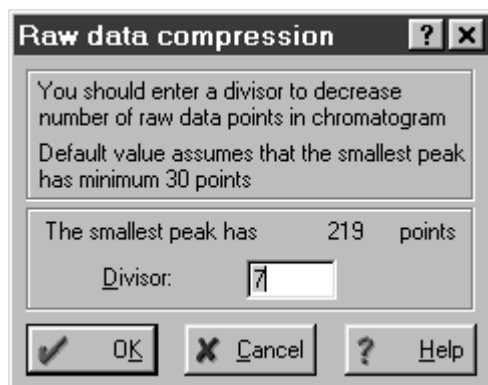 Raw data compression ? ×
You should enter a divisor to decrease
number of raw data points in chromatogram
Default value assumes that the smallest peak
has minimum 30 points
The smallest peak has 219 points
Divisor: 7
OK Cancel ? Help